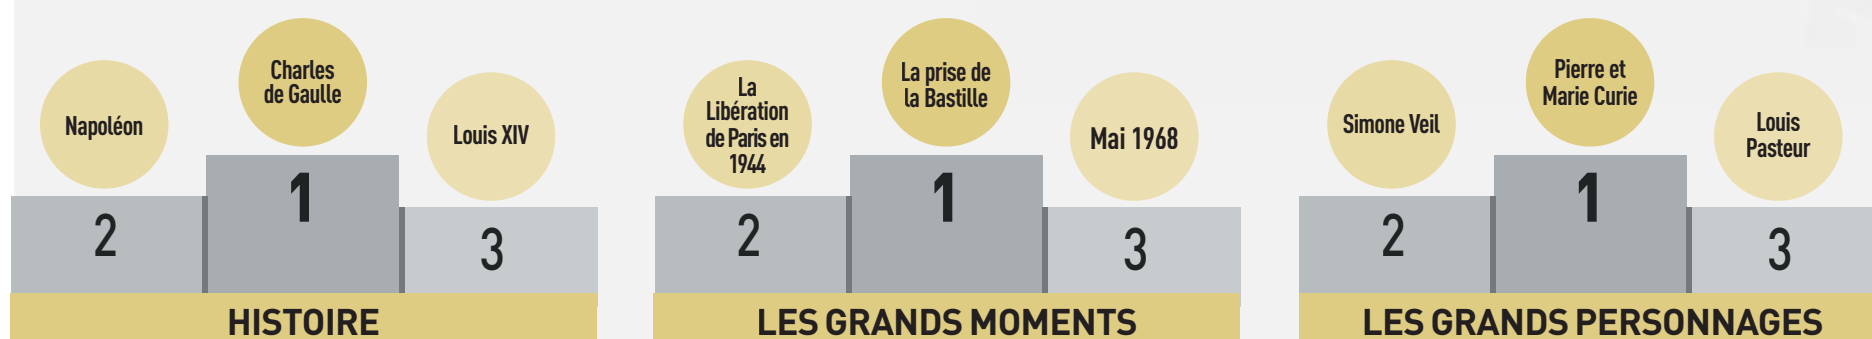 Napoléon
Charles
de Gaulle
Louis XIV
2
1
3
HISTOIRE
La
Libération
de Paris en
1944
La prise de
la Bastille
Mai 1968
2
1
3
LES GRANDS MOMENTS
Simone Veil
Pierre et
Marie Curie
Louis
Pasteur
2
1
3
LES GRANDS PERSONNAGES